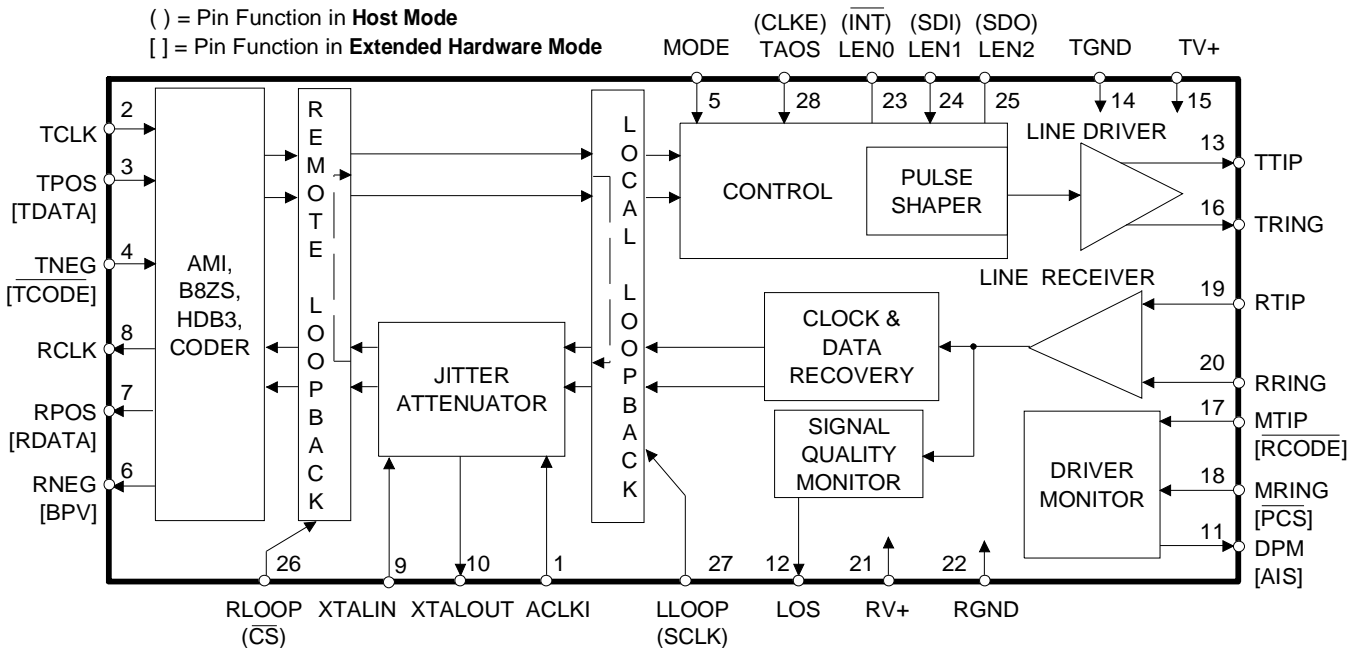 ( ) = Pin Function in Host Mode
[ ] = Pin Function in Extended Hardware Mode
MODE
(CLKE)
TAOS
(INT)
LEN0
(SDI)
LEN1
(SDO)
LEN2
TGND
TV+
5
28
23
24
25
14
15
2
TCLK
3
TPOS
[TDATA]
4
TNEG
[TCODE]
8
RCLK
7
RPOS
[RDATA]
6
RNEG
[BPV]
AMI,
B8ZS,
HDB3,
CODER
REMOTE LOOPBACK
JITTER
ATTENUATOR
LOCAL LOOPBACK
CONTROL
PULSE
SHAPER
LINE DRIVER
LINE RECEIVER
CLOCK &
DATA
RECOVERY
SIGNAL
QUALITY
MONITOR
DRIVER
MONITOR
13
TTIP
16
TRING
19
RTIP
20
RRING
17
MTIP
[RCODE]
18
MRING
[PCS]
11
DPM
[AIS]
26
9
10
1
27
12
21
22
RLOOP
(CS)
XTALIN
XTALOUT
ACLKI
LLOOP
(SCLK)
LOS
RV+
RGND